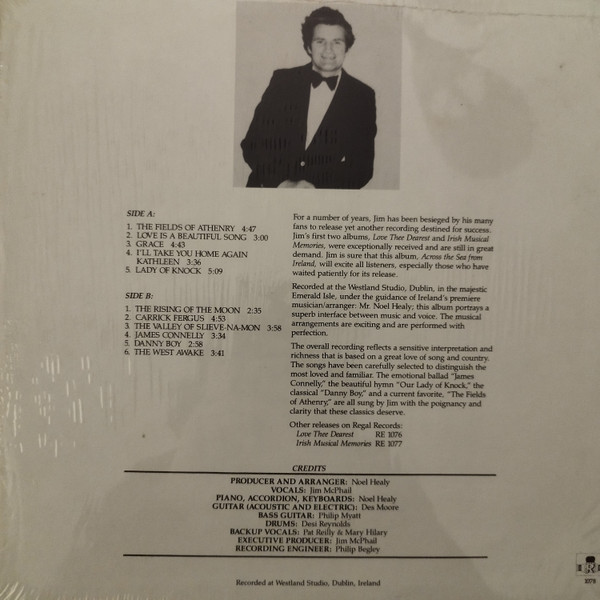 SIDE A:
1. THE FIELDS OF ATHENRY 4:47
2. LOVE IS A BEAUTIFUL SONG 3:00
3. GRACE 4:43
4. I'LL TAKE YOU HOME AGAIN
KATHLEEN 3:36
5. LADY OF KNOCK 5:09
SIDE B:
1. THE RISING OF THE MOON 2:35
2. CARRICK FERGUS 4:53
3. THE VALLEY OF SLIEVE-NA-MON 3:58
4. JAMES CONNELLY 3:34
5. DANNY BOY 2:58
6. THE WEST AWAKE 3:41
For a number of years, Jim has been besieged by his many
fans to release yet another recording destined for success.
Jim's first two albums, Love Thee Dearest and Irish Musical
Memories, were exceptionally received and are still in great
demand. Jim is sure that this album, Across the Sea from
Ireland, will excite all listeners, especially those who have
waited patiently for its release.
Recorded at the Westland Studio, Dublin, in the majestic
Emerald Isle, under the guidance of Ireland's premiere
musician/arranger: Mr. Noel Healy; this album portrays a
superb interface between music and voice. The musical
arrangements are exciting and are performed with
perfection.
The overall recording reflects a sensitive interpretation and
richness that is based on a great love of song and country.
The songs have been carefully selected to distinguish the
most loved and familiar. The emotional ballad "James
Connelly," the beautiful hymn "Our Lady of Knock," the
classical "Danny Boy," and a current favorite, "The Fields
of Athenry," are all sung by Jim with the poignancy and
clarity that these classics deserve.
Other releases on Regal Records:
Love Thee Dearest RE 1076
Irish Musical Memories RE 1077
CREDITS
PRODUCER AND ARRANGER: Noel Healy
VOCALS: Jim McPhail
PIANO, ACCORDION, KEYBOARDS: Noel Healy
GUITAR (ACOUSTIC AND ELECTRIC): Des Moore
BASS GUITAR: Philip Myatt
DRUMS: Desi Reynolds
BACKUP VOCALS: Pat Reilly & Mary Hilary
EXECUTIVE PRODUCER: Jim McPhail
RECORDING ENGINEER: Philip Begley
Recorded at Westland Studio, Dublin, Ireland
R
1078